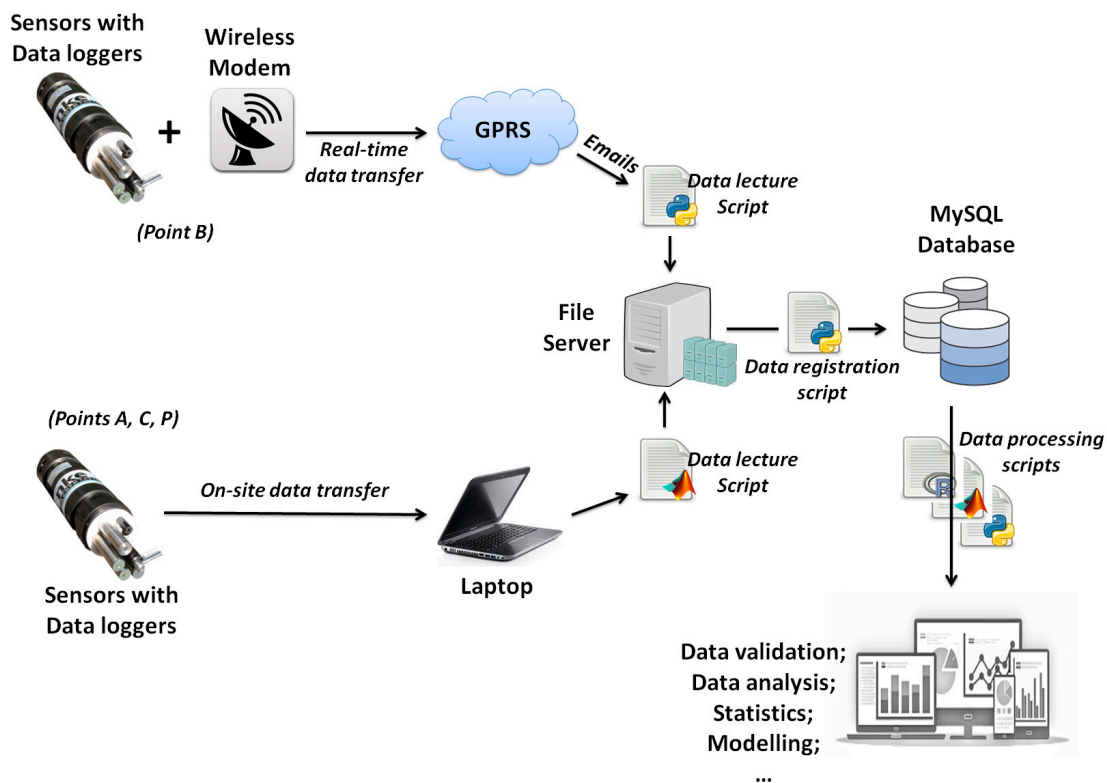 Sensors with
Data loggers
Wireless
Modem
+
GPRS
Real-time
data transfer
Emails
Data lecture
Script
(Point B)
MySQL
Database
File
Server
Data registration
script
(Points A, C, P)
On-site data transfer
Data lecture
Script
Data processing
scripts
R
Laptop
Sensors with
Data loggers
Data validation;
Data analysis;
Statistics;
Modelling;
...